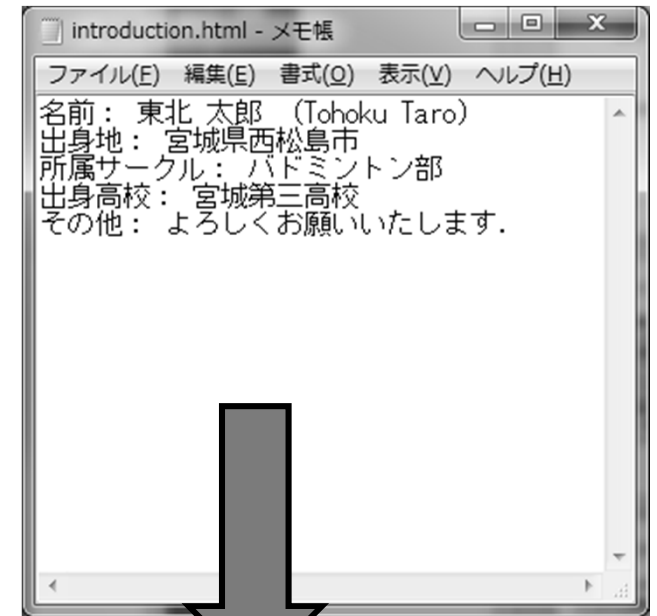 introduction.html - メモ帳
ファイル(F) 編集(E) 書式(O) 表示(V) ヘルプ(H)
名前： 東北 太郎 （Tohoku Taro）
出身地： 宮城県西松島市
所属サークル： バドミントン部
出身高校： 宮城第三高校
その他： よろしくお願いいたします．